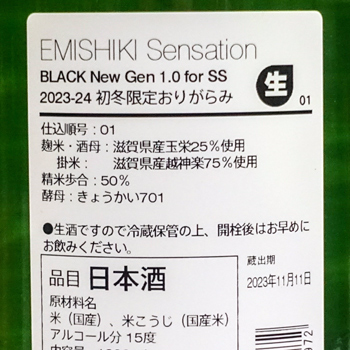 EMISHIKI Sensation
BLACK New Gen 1.0 for SS
2023-24 初冬限定おりがらみ
生
01
仕込順号：01
麹米・酒母：滋賀県産玉栄25％使用
掛米：滋賀県産越神楽75％使用
精米歩合：50％
酵母：きょうかい701
●生酒ですので冷蔵保管の上、開栓後はお早めに
お飲みください。
品目 日本酒
原材料名
米（国産）、米こうじ（国産米）
アルコール分 15度
蔵出期
2023年11月11日